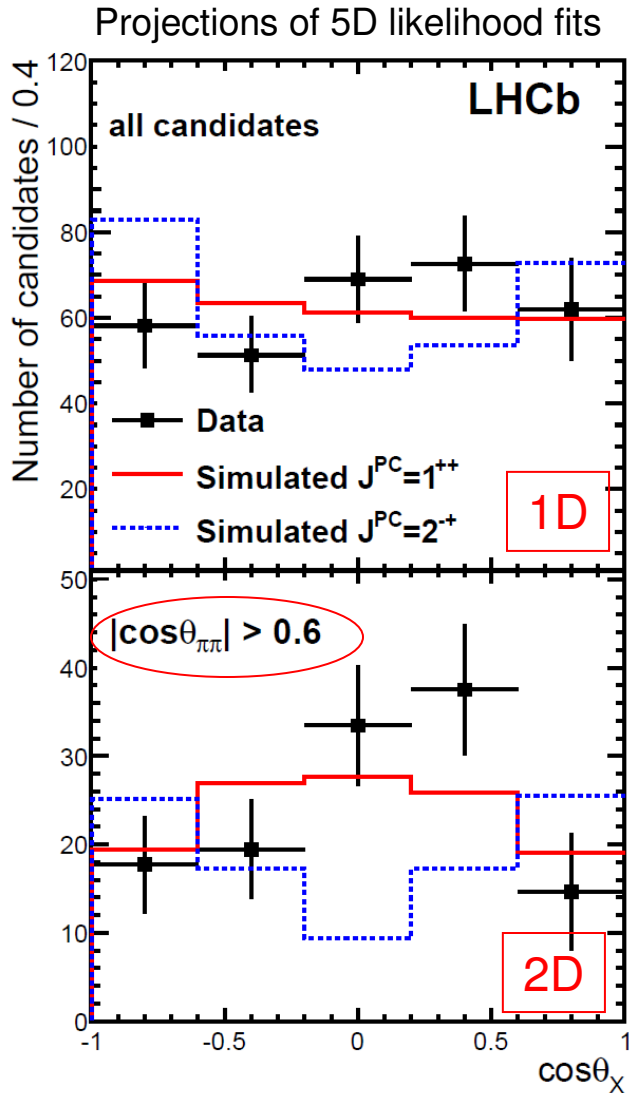 Projections of 5D likelihood fits
Number of candidates / 0.4
120
100
80
60
40
20
LHCb
all candidates
Data
Simulated J^PC=1^++
Simulated J^PC=2^-+
1D
50
40
30
20
10
0
|cosθ_ππ| > 0.6
2D
-1 -0.5 0 0.5 1
cosθ_X